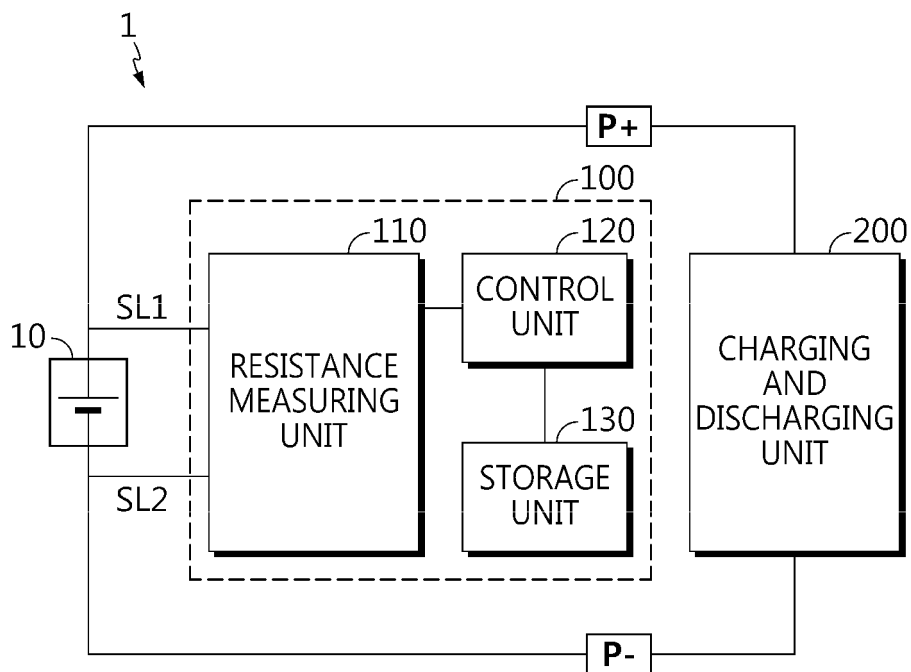 1
P+
100
110
120
200
SL1
CONTROL
UNIT
10
RESISTANCE
MEASURING
UNIT
CHARGING
AND
DISCHARGING
UNIT
130
SL2
STORAGE
UNIT
P-